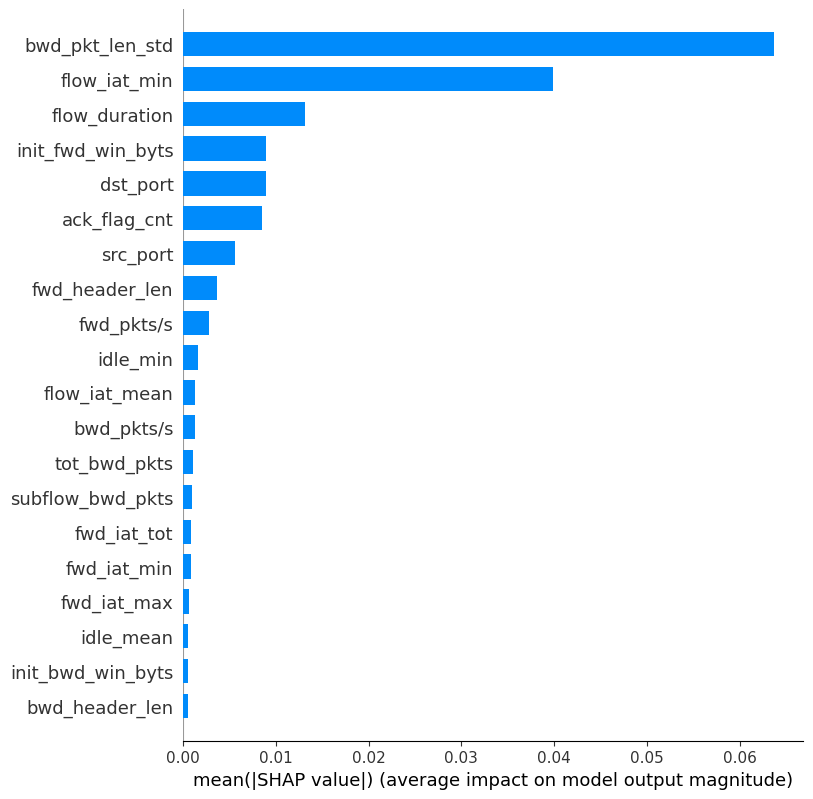 bwd_pkt_len_std
flow_iat_min
flow_duration
init_fwd_win_byts
dst_port
ack_flag_cnt
src_port
fwd_header_len
fwd_pkts/s
idle_min
flow_iat_mean
bwd_pkts/s
tot_bwd_pkts
subflow_bwd_pkts
fwd_iat_tot
fwd_iat_min
fwd_iat_max
idle_mean
init_bwd_win_byts
bwd_header_len
0.00 0.01 0.02 0.03 0.04 0.05 0.06
mean(|SHAP value|) (average impact on model output magnitude)